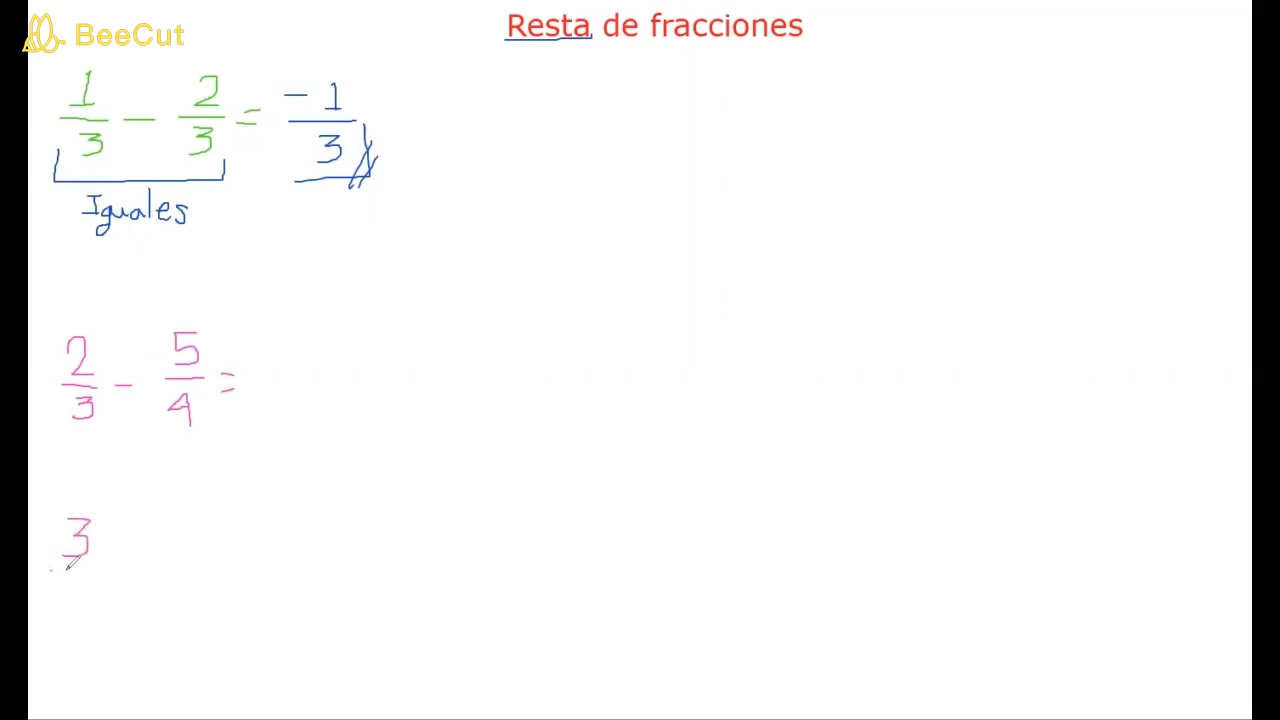 BeeCut
Resta de fracciones
1/3 - 2/3 = -1/3
Iguales
2/3 - 5/4 =
3